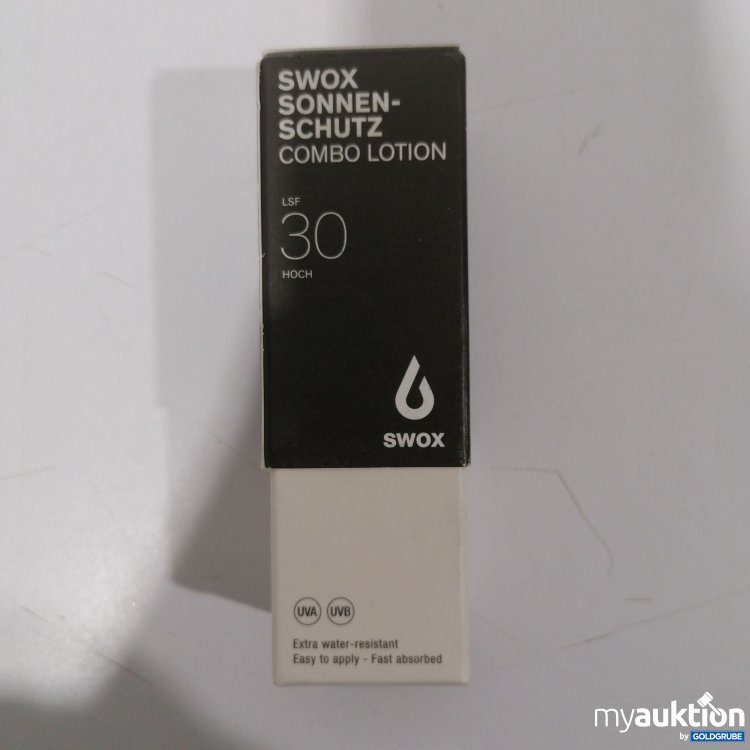 SWOX
SONNEN-
SCHUTZ
COMBO LOTION
LSF
30
HOCH
SWOX
UVA UVB
Extra water-resistant
Easy to apply - Fast absorbed
myauktion
by GOLDGRUBE